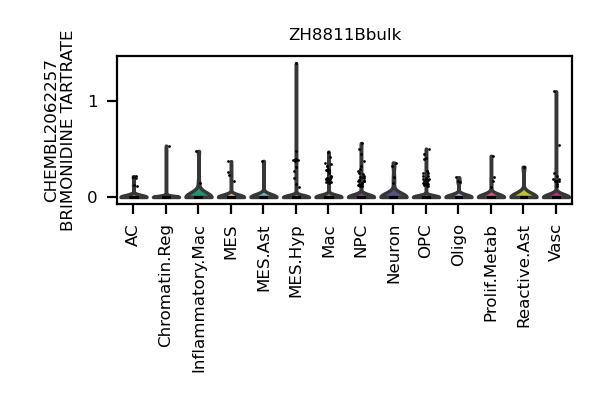 ZH8811Bbulk
CHEMBL2062257
BRIMONIDINE TARTRATE
1
0
AC
Chromatin.Reg
Inflammatory.Mac
MES
MES.Ast
MES.Hyp
Mac
NPC
Neuron
OPC
Oligo
Prolif.Metab
Reactive.Ast
Vasc